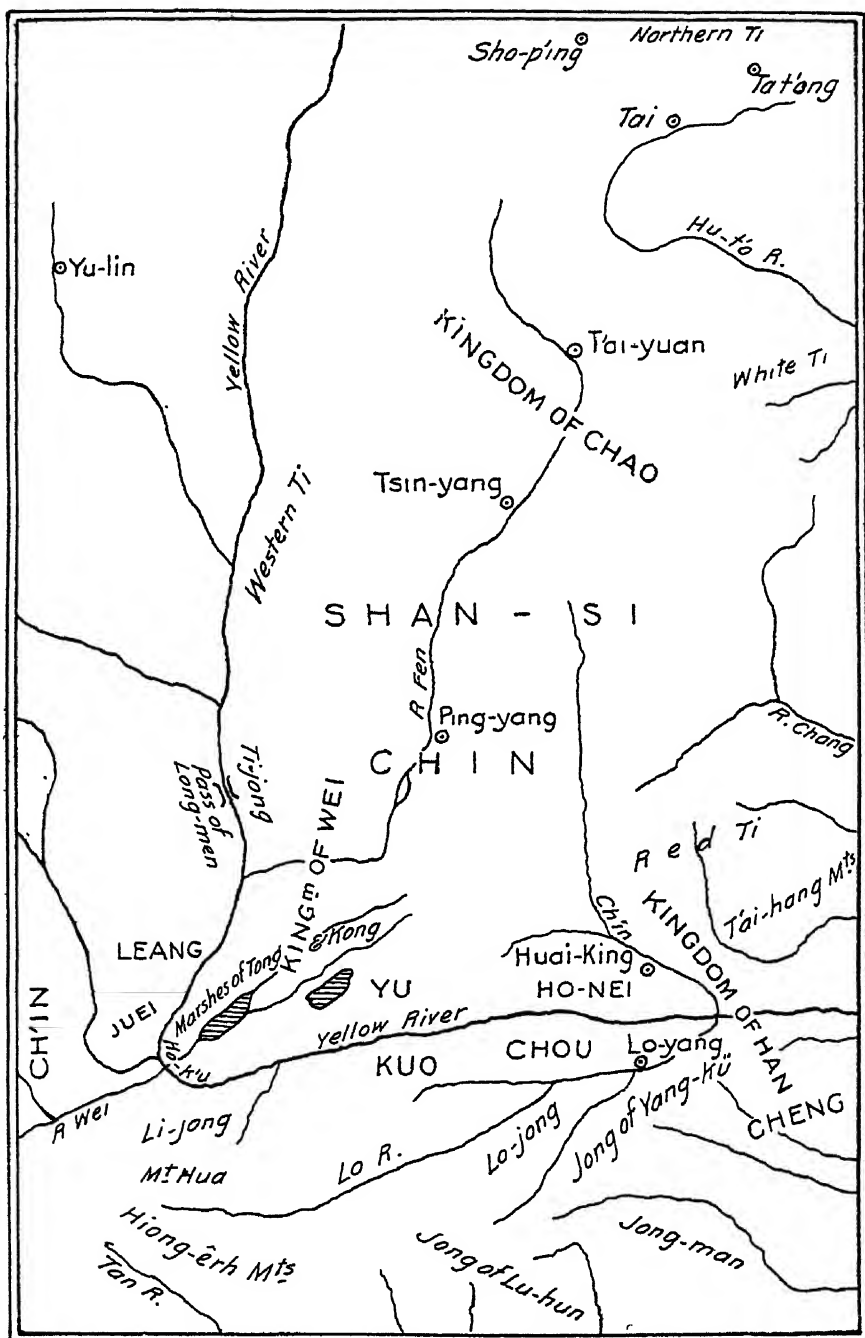 Northern Ti
Sho-p'ing
Ta t'ong
Tai
Hu-t'o R.
Yu-lin
Yellow River
T'ai-yuan
KINGDOM OF CHAO
White Ti
Tsin-yang
Western Ti
SHAN-SI
R Fen
Ping-yang
R. Chang
CHIN
Ti-jong
Pass of
Long-men
KINGm OF WEI
Red Ti
T'ai-hang Mts
Ch'in
KINGDOM OF HAN
LEANG
Marshes of Tong & Kong
Huai-King
HO-NEI
YU
JUEI
CH'IN
Ho-K'u
Yellow River
KUO
CHOU
Lo-yang
R Wei
Li-jong
Lo R.
Lo-jong
Jong of Yang-Kü
CHENG
Mt Hua
Hiong-êrh Mts
Tan R.
Jong of Lu-hun
Jong-man